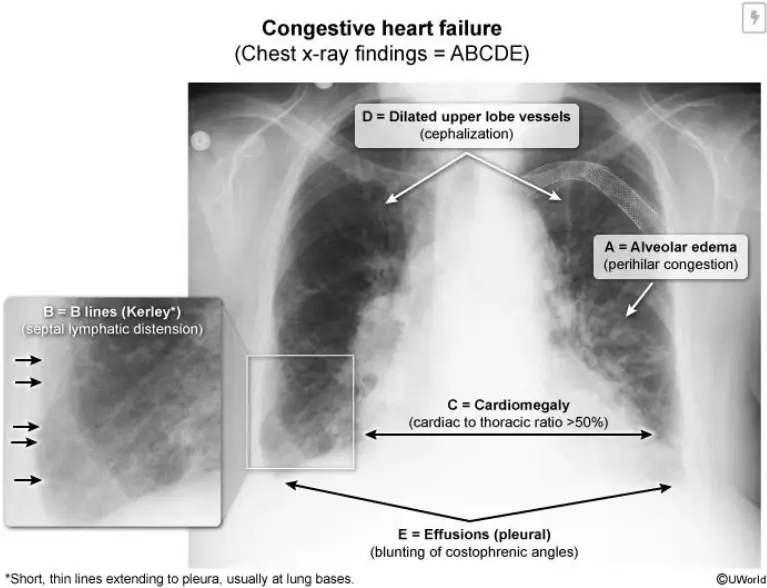 Congestive heart failure
(Chest x-ray findings = ABCDE)
D = Dilated upper lobe vessels
(cephalization)
A = Alveolar edema
(perihilar congestion)
B = B lines (Kerley*)
(septal lymphatic distension)
C = Cardiomegaly
(cardiac to thoracic ratio >50%)
E = Effusions (pleural)
(blunting of costophrenic angles)
*Short, thin lines extending to pleura, usually at lung bases.
©UWorld